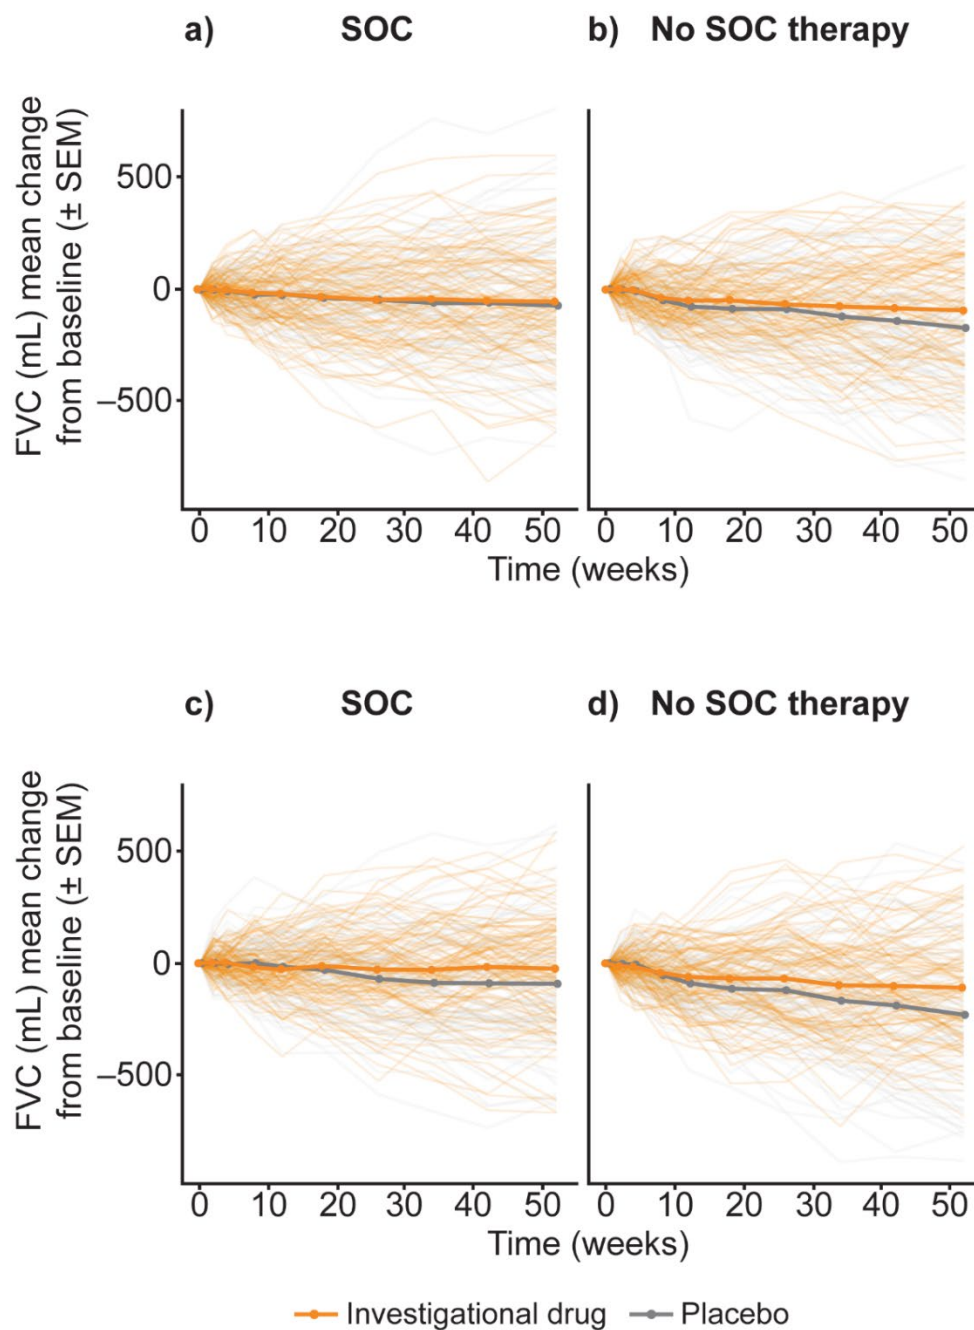 a) SOC
b) No SOC therapy
FVC (mL) mean change
from baseline (± SEM)
500
0
–500
0 10 20 30 40 50
0 10 20 30 40 50
Time (weeks)
c) SOC
d) No SOC therapy
FVC (mL) mean change
from baseline (± SEM)
500
0
–500
0 10 20 30 40 50
0 10 20 30 40 50
Time (weeks)
Investigational drug
Placebo